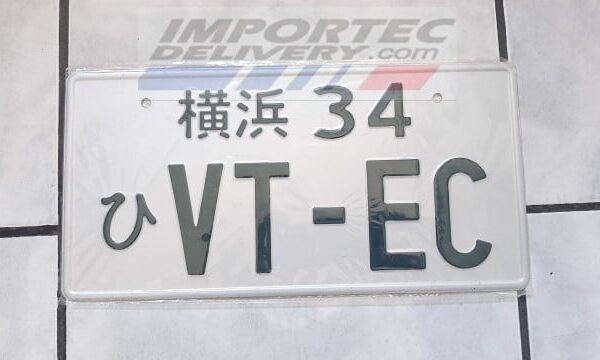 IMPORTEC
DELIVERY.com
横浜 34
ひ VT-EC